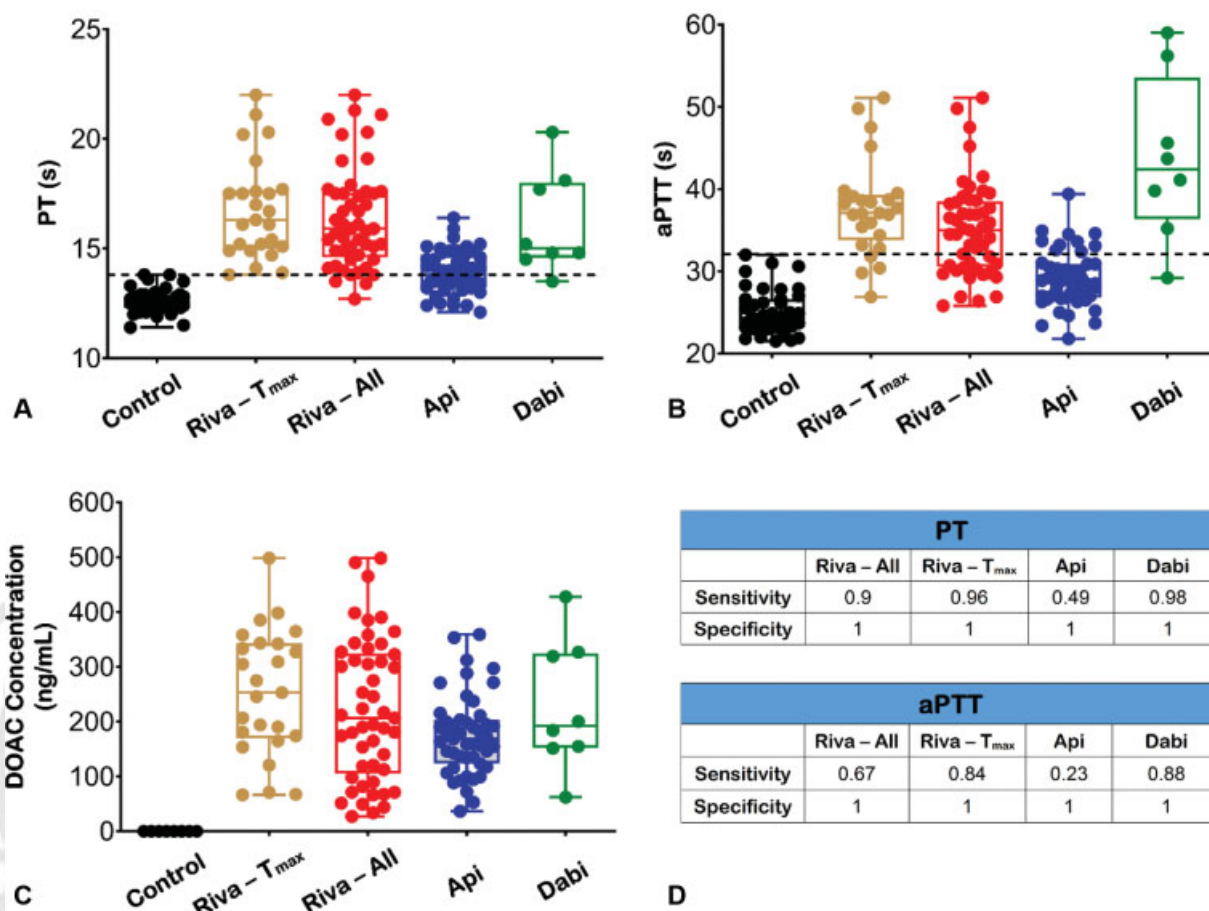 25
20
15
10
PT (s)
Control
Riva – Tmax
Riva – All
Api
Dabi
A
60
50
40
30
20
aPTT (s)
Control
Riva – Tmax
Riva – All
Api
Dabi
B
600
500
400
300
200
100
0
DOAC Concentration
(ng/mL)
Control
Riva – Tmax
Riva – All
Api
Dabi
C
PT
Riva – All Riva – Tmax Api Dabi
Sensitivity 0.9 0.96 0.49 0.98
Specificity 1 1 1 1
aPTT
Riva – All Riva – Tmax Api Dabi
Sensitivity 0.67 0.84 0.23 0.88
Specificity 1 1 1 1
D